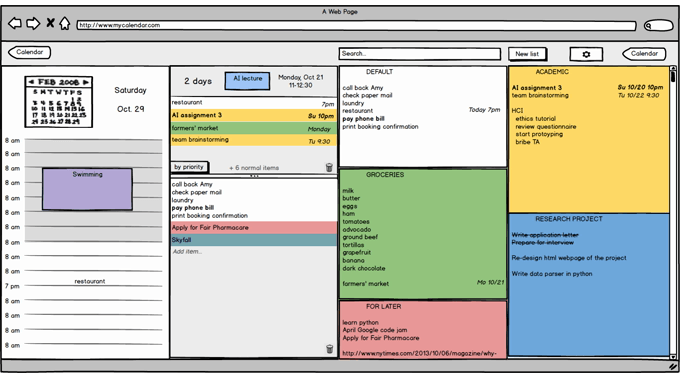 A Web Page
http://www.mycalendar.com
Calendar
Search...
New list
Calendar
FEB 2008
S M T W T F S
Saturday
Oct. 29
8 am
8 am
8 am
Swimming
8 am
8 am
8 am
8 am
8 am
8 am
8 am
restaurant
7 pm
8 am
8 am
8 am
8 am
2 days
AI lecture
Monday, Oct 21
11-12:30
restaurant 7pm
AI assignment 3 Su 10pm
farmers' market Monday
team brainstorming Tu 9:30
by priority
+ 6 normal items
call back Amy
check paper mail
laundry
pay phone bill
print booking confirmation
Apply for Fair Pharmacare
Skyfall
Add item...
DEFAULT
call back Amy
check paper mail
laundry
restaurant Today 7pm
pay phone bill
print booking confirmation
GROCERIES
milk
butter
eggs
ham
tomatoes
advocado
ground beef
tortillas
grapefruit
banana
dark chocolate
farmers' market Mo 10/21
FOR LATER
learn python
April Google code jam
Apply for Fair Pharmacare
http://www.nytimes.com/2013/10/06/magazine/why-
ACADEMIC
AI assignment 3 Su 10/20 10pm
team brainstorming Tu 10/22 9:30
HCI
ethics tutorial
review questionnaire
start protoyping
bribe TA
RESEARCH PROJECT
Write application letter
Prepare for interview
Re-design html webpage of the project
Write data parser in python